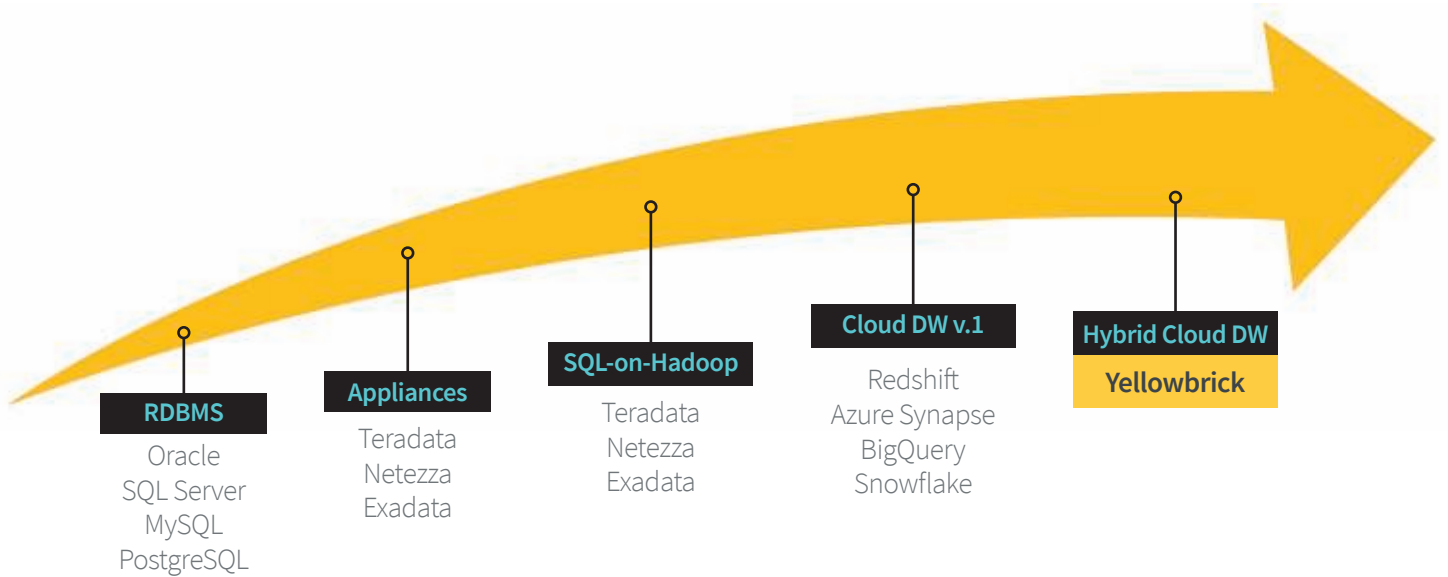 RDBMS
Oracle
SQL Server
MySQL
PostgreSQL
Appliances
Teradata
Netezza
Exadata
SQL-on-Hadoop
Teradata
Netezza
Exadata
Cloud DW v.1
Redshift
Azure Synapse
BigQuery
Snowflake
Hybrid Cloud DW
Yellowbrick